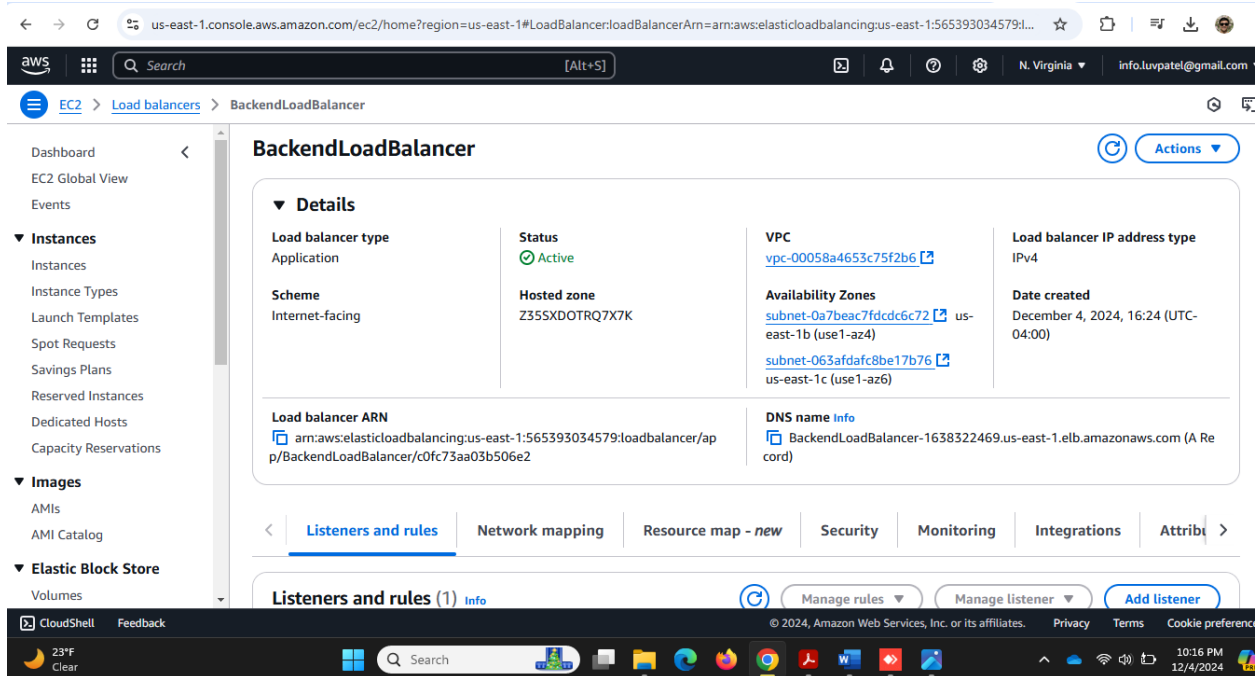 us-east-1.console.aws.amazon.com/ec2/home?region=us-east-1#LoadBalancer:loadBalancerArn=arn:aws:elasticloadbalancing:us-east-1:565393034579:l...
aws Search [Alt+S] N. Virginia info.luvpatel@gmail.com
EC2 > Load balancers > BackendLoadBalancer
Dashboard
EC2 Global View
Events
Instances
Instances
Instance Types
Launch Templates
Spot Requests
Savings Plans
Reserved Instances
Dedicated Hosts
Capacity Reservations
Images
AMIs
AMI Catalog
Elastic Block Store
Volumes
BackendLoadBalancer
Actions
Details
Load balancer type
Application
Status
Active
VPC
vpc-00058a4653c75f2b6
Load balancer IP address type
IPv4
Scheme
Internet-facing
Hosted zone
Z35SXDOTRQ7X7K
Availability Zones
subnet-0a7beac7fdcdc6c72 us-
east-1b (use1-az4)
subnet-063afdafc8be17b76
us-east-1c (use1-az6)
Date created
December 4, 2024, 16:24 (UTC-
04:00)
Load balancer ARN
arn:aws:elasticloadbalancing:us-east-1:565393034579:loadbalancer/ap
p/BackendLoadBalancer/c0fc73aa03b506e2
DNS name Info
BackendLoadBalancer-1638322469.us-east-1.elb.amazonaws.com (A Re
cord)
Listeners and rules Network mapping Resource map - new Security Monitoring Integrations Attribu
Listeners and rules (1) Info Manage rules Manage listener Add listener
CloudShell Feedback © 2024, Amazon Web Services, Inc. or its affiliates. Privacy Terms Cookie preference
23°F
Clear
Search
10:16 PM
12/4/2024